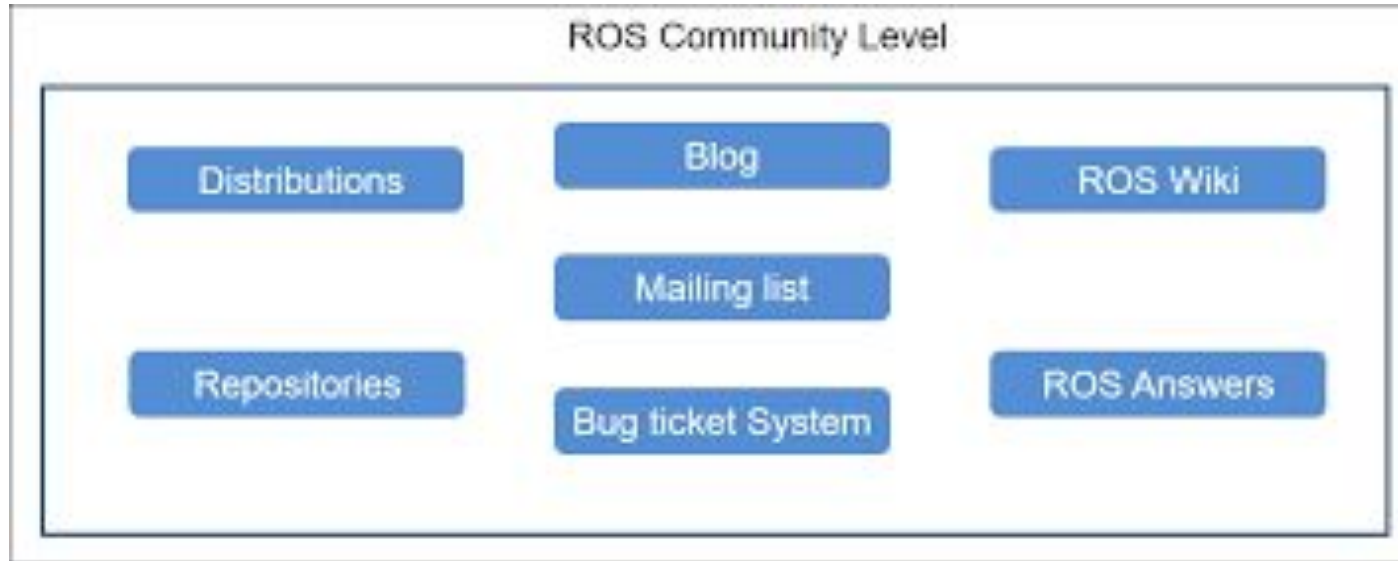 ROS Community Level
Distributions
Blog
ROS Wiki
Mailing list
Repositories
Bug ticket System
ROS Answers